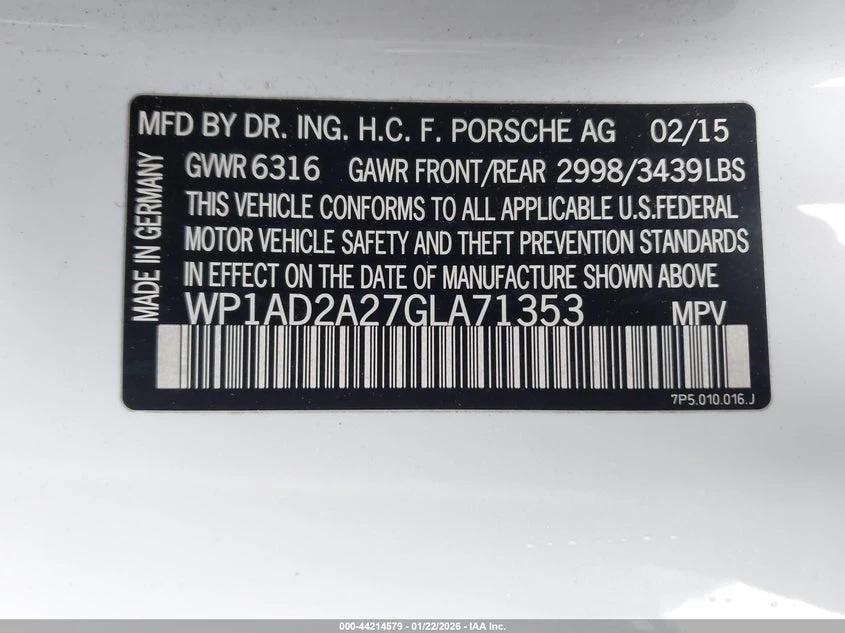 MFD BY DR. ING. H.C. F. PORSCHE AG 02/15
GVWR 6316 GAWR FRONT/REAR 2998/3439 LBS
THIS VEHICLE CONFORMS TO ALL APPLICABLE U.S.FEDERAL
MOTOR VEHICLE SAFETY AND THEFT PREVENTION STANDARDS
IN EFFECT ON THE DATE OF MANUFACTURE SHOWN ABOVE
WP1AD2A27GLA71353 MPV
MADE IN GERMANY
7P5.010.016.J
000-44214579 - 01/22/2026 - IAA Inc.